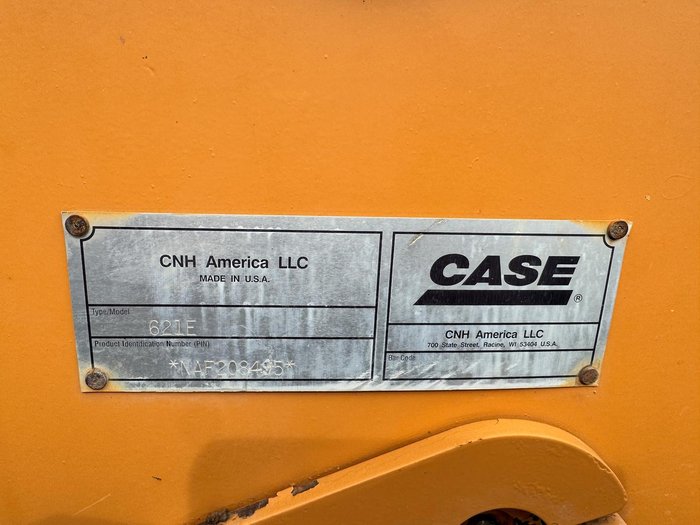 CNH America LLC
MADE IN U.S.A.
Type/Model
621E
Product Identification Number (PIN)
*NAF208495*
CASE
®
CNH America LLC
700 State Street, Racine, WI 53404 U.S.A.
Bar Code